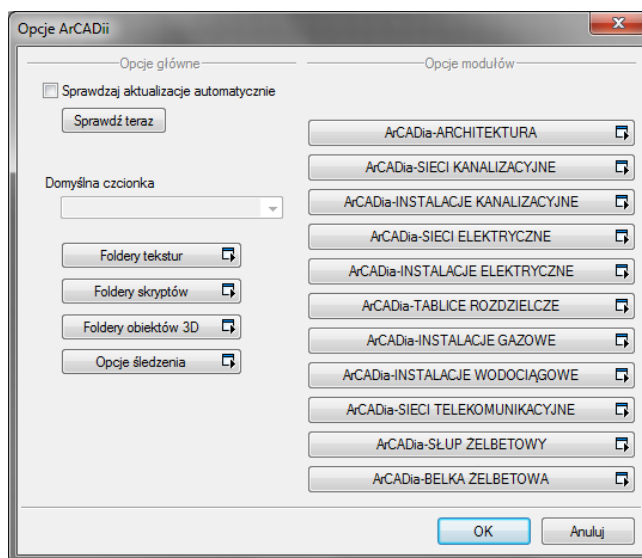 Opcje ArCADii
Opcje główne
Sprawdzaj aktualizacje automatycznie
Sprawdź teraz
Domyślna czcionka
Foldery tekstur
Foldery skryptów
Foldery obiektów 3D
Opcje śledzenia
Opcje modułów
ArCADia-ARCHITEKTURA
ArCADia-SIECI KANALIZACYJNE
ArCADia-INSTALACJE KANALIZACYJNE
ArCADia-SIECI ELEKTRYCZNE
ArCADia-INSTALACJE ELEKTRYCZNE
ArCADia-TABLICE ROZDZIELCZE
ArCADia-INSTALACJE GAZOWE
ArCADia-INSTALACJE WODOCIĄGOWE
ArCADia-SIECI TELEKOMUNIKACYJNE
ArCADia-SŁUP ŻELBETOWY
ArCADia-BELKA ŻELBETOWA
OK
Anuluj